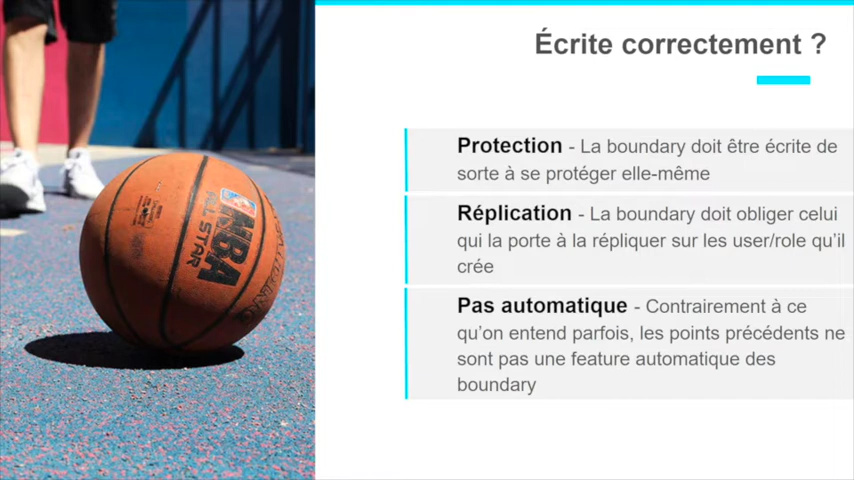 Écrite correctement ?
Protection - La boundary doit être écrite de
sorte à se protéger elle-même
Réplication - La boundary doit obliger celui
qui la porte à la répliquer sur les user/role qu’il
crée
Pas automatique - Contrairement à ce
qu’on entend parfois, les points précédents ne
sont pas une feature automatique des
boundary
NBA
ALL STAR
SPALDING